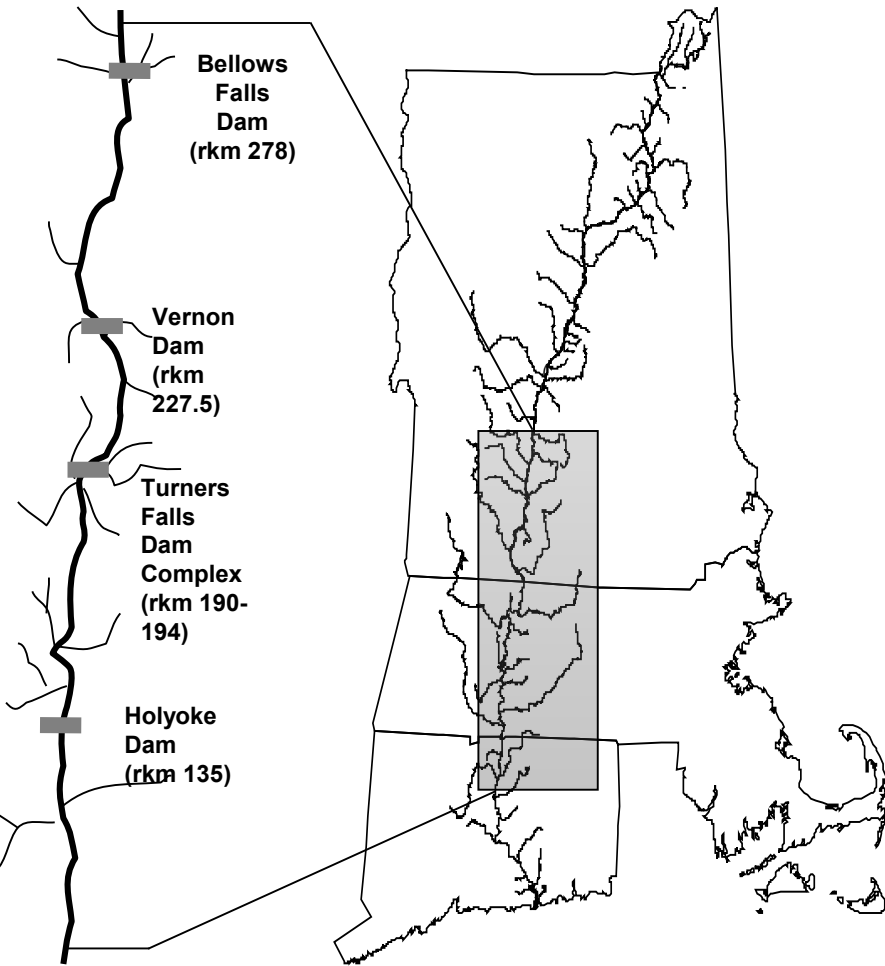 Bellows
Falls
Dam
(rkm 278)
Vernon
Dam
(rkm
227.5)
Turners
Falls
Dam
Complex
(rkm 190-
194)
Holyoke
Dam
(rkm 135)